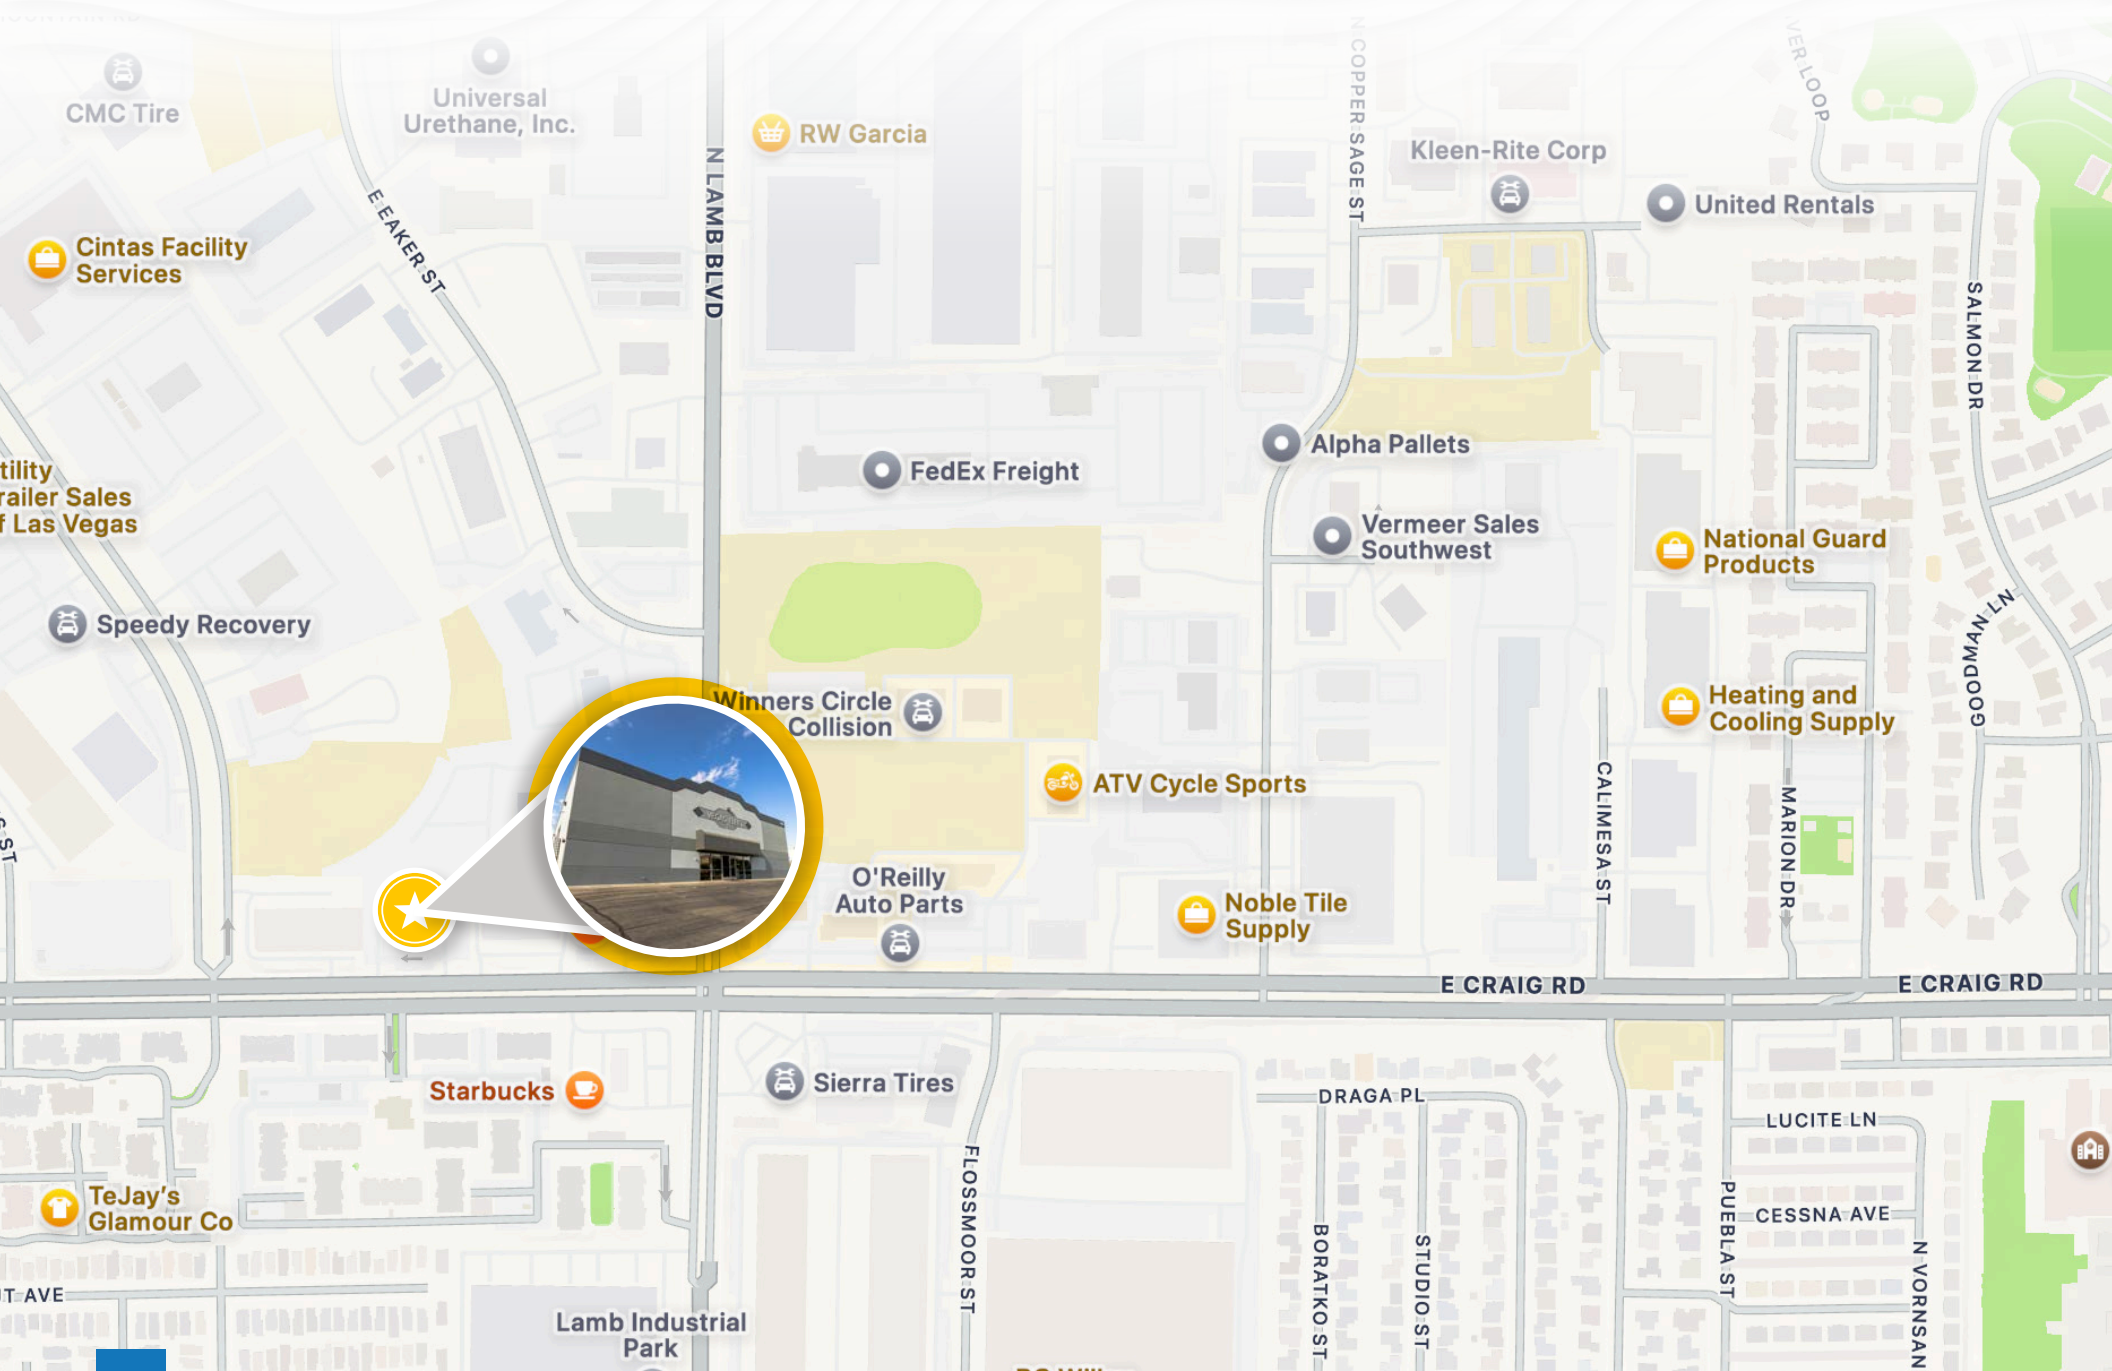 CMC Tire
Universal
Urethane, Inc.
RW Garcia
N COPPER SAGE ST
Kleen-Rite Corp
VER LOOP
United Rentals
N LAMB BLVD
E EAKER ST
Cintas Facility
Services
SALMON DR
tility
railer Sales
f Las Vegas
FedEx Freight
Alpha Pallets
Vermeer Sales
Southwest
National Guard
Products
Speedy Recovery
GOODMAN LN
Winners Circle
Collision
Heating and
Cooling Supply
ATV Cycle Sports
CALIMESA ST
MARION DR
S ST
O'Reilly
Auto Parts
Noble Tile
Supply
E CRAIG RD
E CRAIG RD
Starbucks
Sierra Tires
DRAGA PL
LUCITE LN
FLOSSMOOR ST
TeJay's
Glamour Co
PUEBLA ST
CESSNA AVE
BORATKO ST
STUDIO ST
N VORNSAN
T AVE
Lamb Industrial
Park